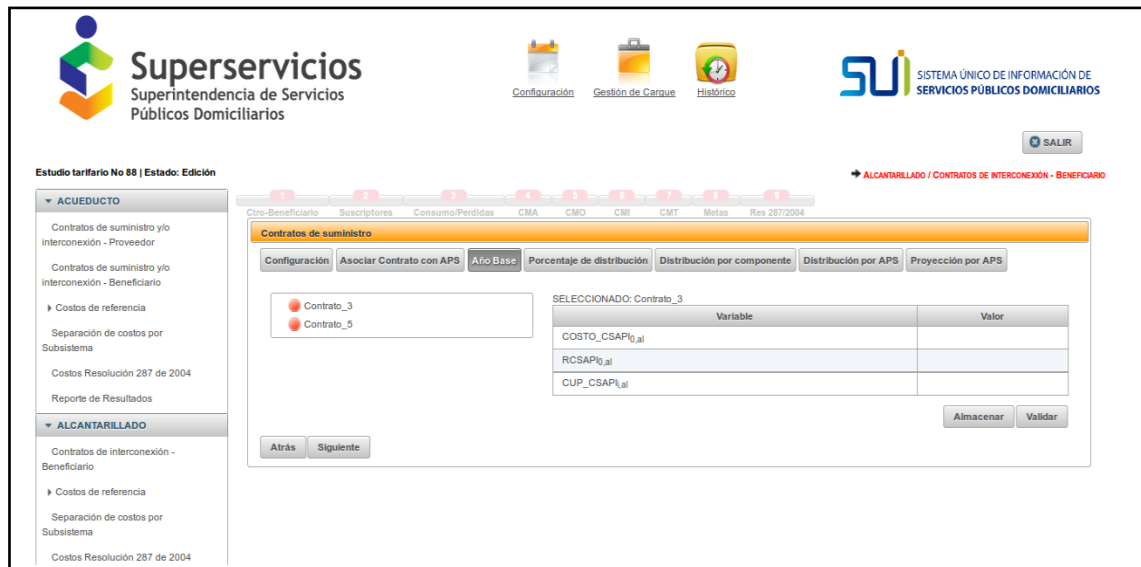 Superservicios
Superintendencia de Servicios
Públicos Domiciliarios
Configuración Gestión de Cargue Histórico
sui SISTEMA ÚNICO DE INFORMACIÓN DE
SERVICIOS PÚBLICOS DOMICILIARIOS
SALIR
Estudio tarifario No 88 | Estado: Edición
ALCANTARILLADO / CONTRATOS DE INTERCONEXIÓN - BENEFICIARIO
ACUEDUCTO
Contratos de suministro y/o
interconexión - Proveedor
Contratos de suministro y/o
interconexión - Beneficiario
Costos de referencia
Separación de costos por
Subsistema
Costos Resolución 287 de 2004
Reporte de Resultados
ALCANTARILLADO
Contratos de interconexión -
Beneficiario
Costos de referencia
Separación de costos por
Subsistema
Costos Resolución 287 de 2004
1 2 3 4 5 6 7 8 9
Ctro-Beneficiario Suscriptores Consumo/Perdidas CMA CMO CMI CMT Metas Res 287/2004
Contratos de suministro
Configuración Asociar Contrato con APS Año Base Porcentaje de distribución Distribución por componente Distribución por APS Proyección por APS
Contrato_3
Contrato_5
SELECCIONADO: Contrato_3
Variable Valor
COSTO_CSAPI0,al
RCSAPI0,al
CUP_CSAPIi,al
Almacenar Validar
Atrás Siguiente